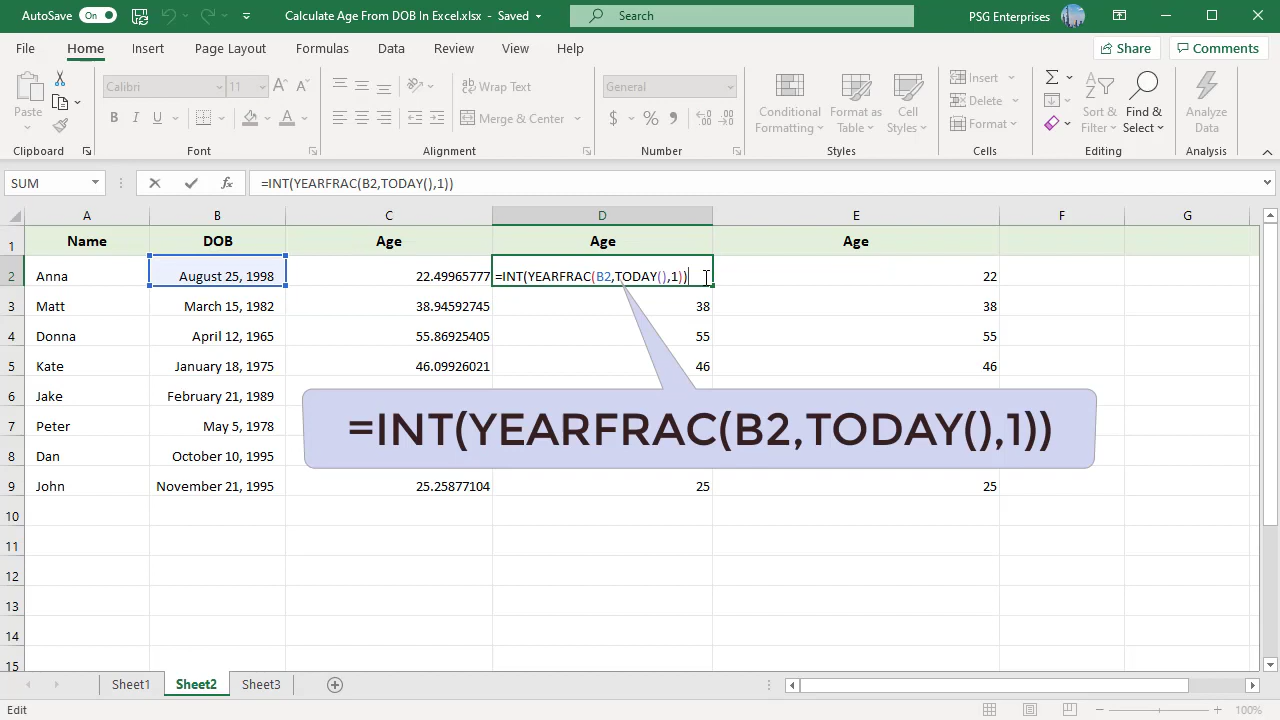 AutoSave On Calculate Age From DOB In Excel.xlsx - Saved Search PSG Enterprises
File Home Insert Page Layout Formulas Data Review View Help Share Comments
Paste Calibri 11 Wrap Text General Conditional Formatting Format as Table Cell Styles Insert Σ Sort & Filter Find & Select Analyze Data
B I U A Merge & Center $ % Delete
Format
Clipboard Font Alignment Number Styles Cells Editing Analysis
SUM fx =INT(YEARFRAC(B2,TODAY(),1))
A B C D E F G
1 Name DOB Age Age Age
2 Anna August 25, 1998 22.49965777 =INT(YEARFRAC(B2,TODAY(),1)) 22
3 Matt March 15, 1982 38.94592745 38 38
4 Donna April 12, 1965 55.86925405 55 55
5 Kate January 18, 1975 46.09926021 46 46
6 Jake February 21, 1989
=INT(YEARFRAC(B2,TODAY(),1))
7 Peter May 5, 1978
8 Dan October 10, 1995
9 John November 21, 1995 25.25877104 25 25
10
11
12
13
14
15
Sheet1 Sheet2 Sheet3
Edit 100%